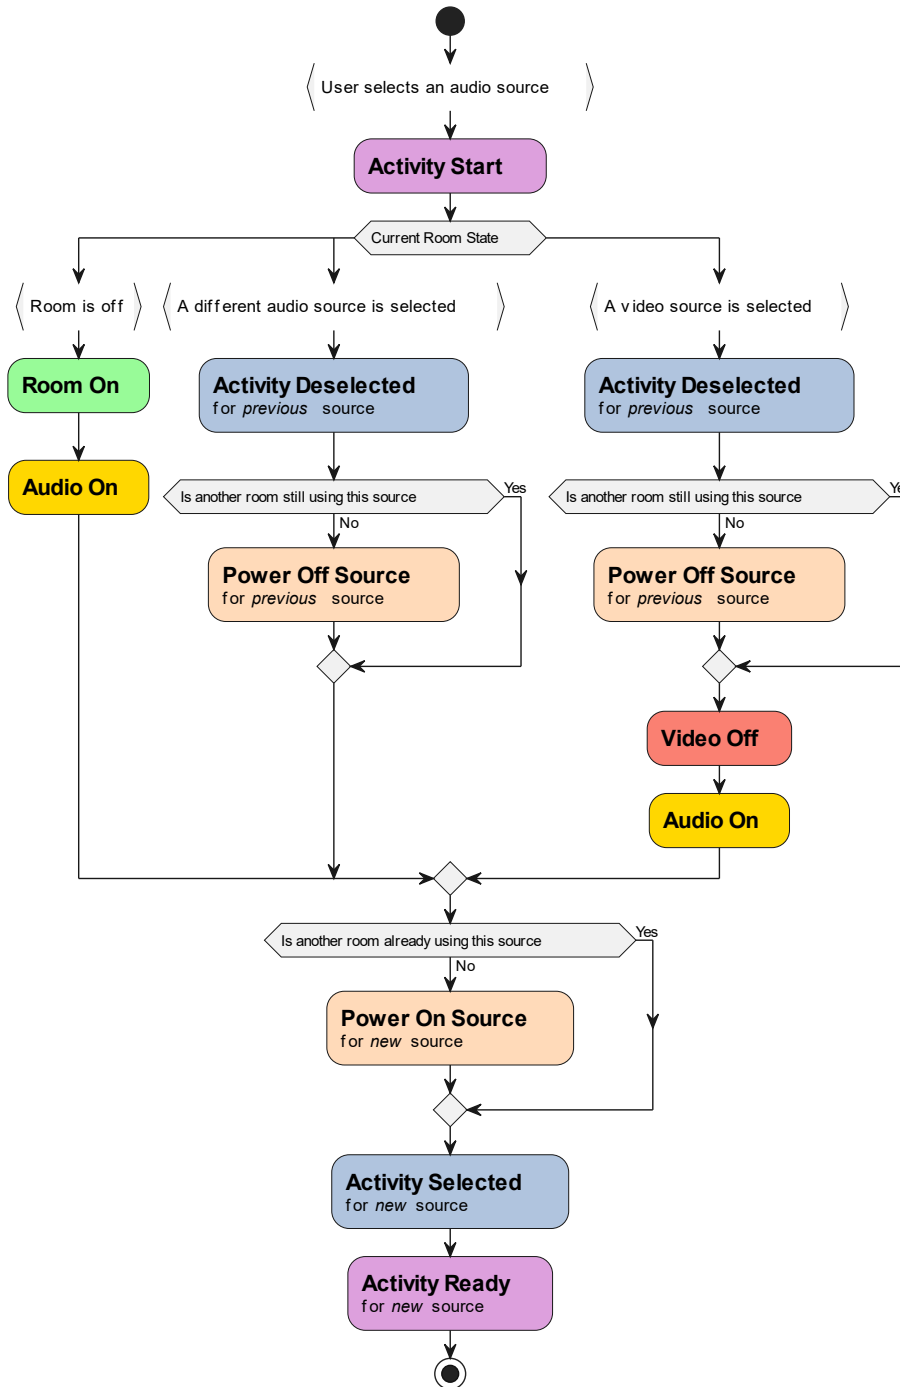 User selects an audio source
Activity Start
Current Room State
Room is off
A different audio source is selected
A video source is selected
Room On
Activity Deselected
for previous source
Activity Deselected
for previous source
Audio On
Is another room still using this source
Yes
Is another room still using this source
Ye
No
No
Power Off Source
for previous source
Power Off Source
for previous source
Video Off
Audio On
Is another room already using this source
Yes
No
Power On Source
for new source
Activity Selected
for new source
Activity Ready
for new source